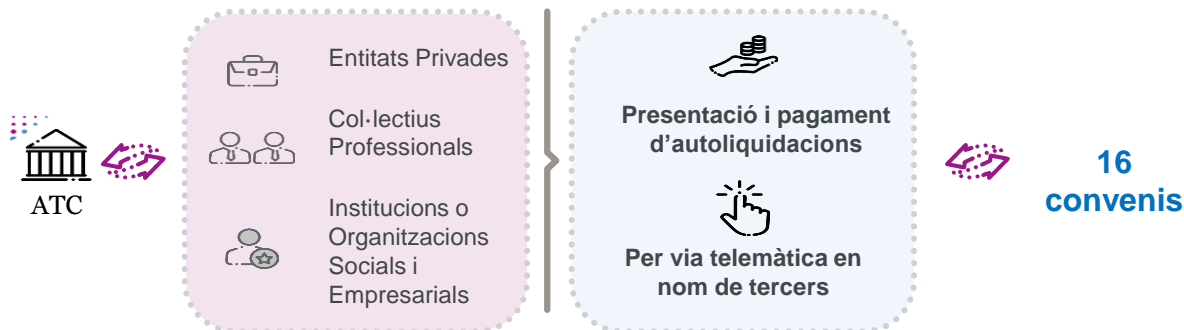 ATC
Entitats Privades
Col·lectius
Professionals
Institucions o
Organitzacions
Socials i
Empresarials
Presentació i pagament
d’autoliquidacions
Per via telemàtica en
nom de tercers
16
convenis